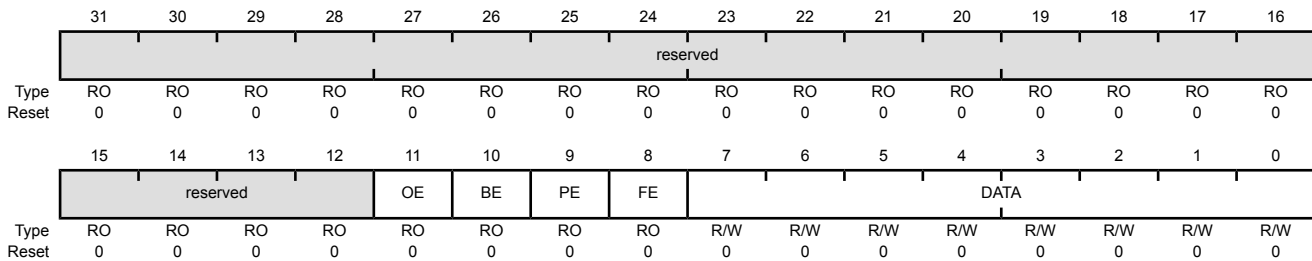 31 30 29 28 27 26 25 24 23 22 21 20 19 18 17 16
reserved
Type RO RO RO RO RO RO RO RO RO RO RO RO RO RO RO RO
Reset 0 0 0 0 0 0 0 0 0 0 0 0 0 0 0 0
15 14 13 12 11 10 9 8 7 6 5 4 3 2 1 0
reserved OE BE PE FE DATA
Type RO RO RO RO RO RO RO RO R/W R/W R/W R/W R/W R/W R/W R/W
Reset 0 0 0 0 0 0 0 0 0 0 0 0 0 0 0 0